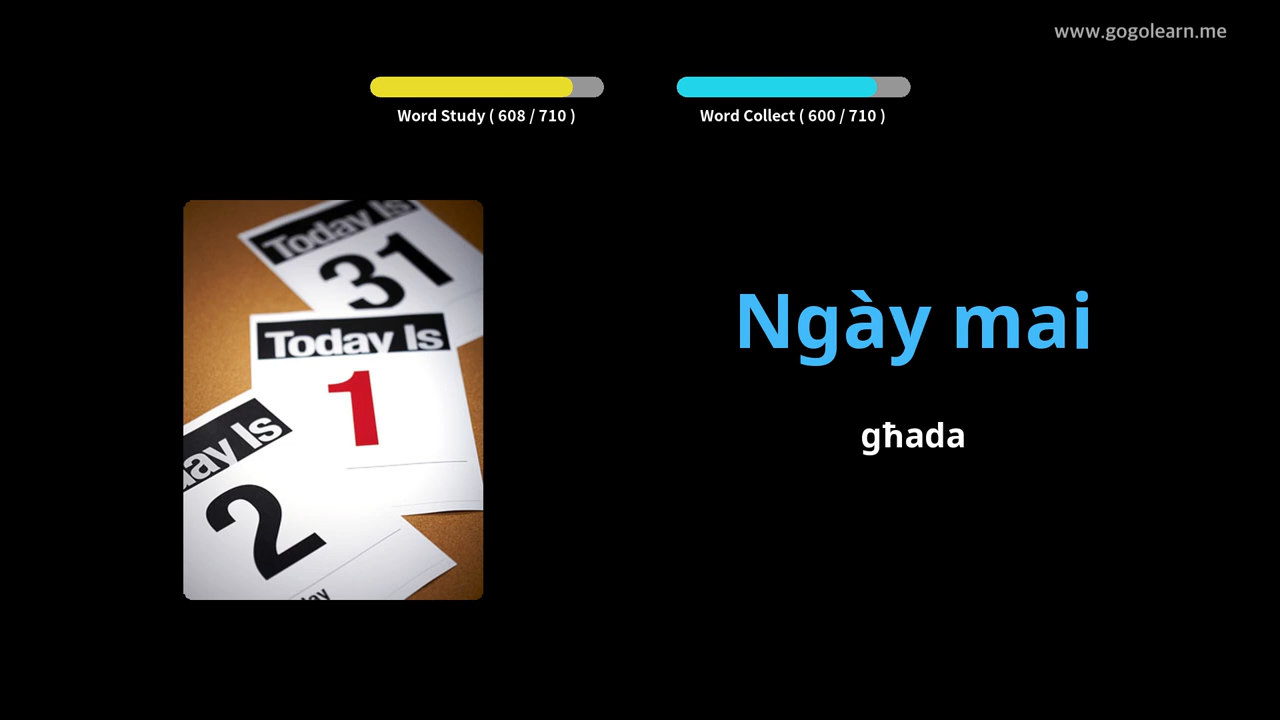 www.gogolearn.me
Word Study ( 608 / 710 )
Word Collect ( 600 / 710 )
Today Is
31
Today Is
1
ay Is
2
ay
Ngày mai
għada